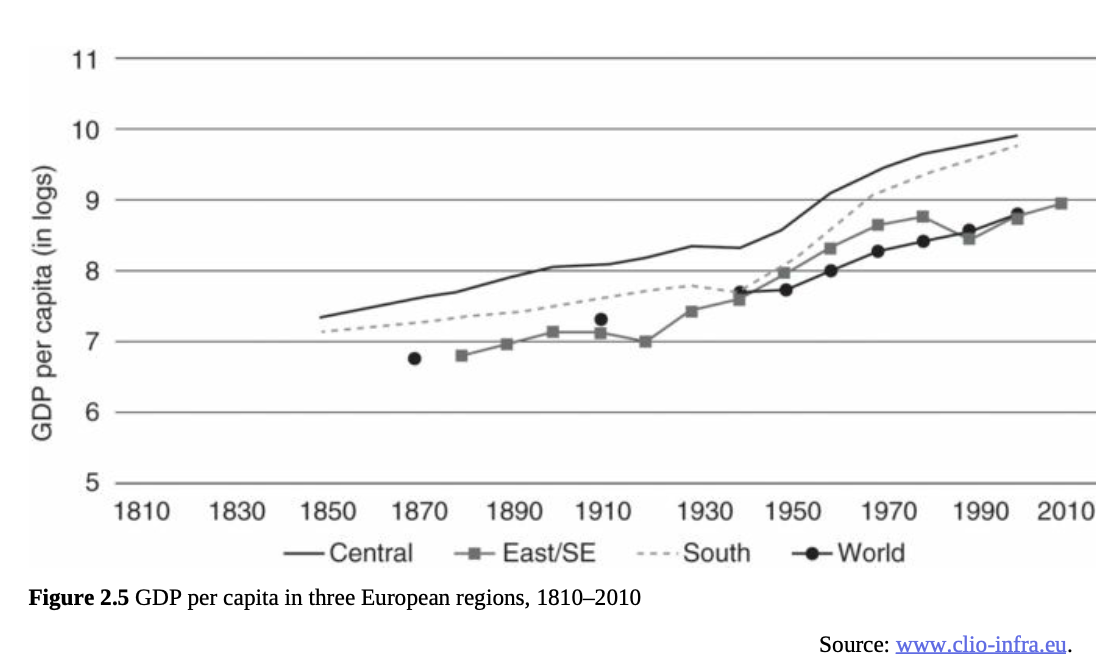 11
10
9
8
7
6
5
GDP per capita (in logs)
1810 1830 1850 1870 1890 1910 1930 1950 1970 1990 2010
Central East/SE South World
Figure 2.5 GDP per capita in three European regions, 1810–2010
Source: www.clio-infra.eu.